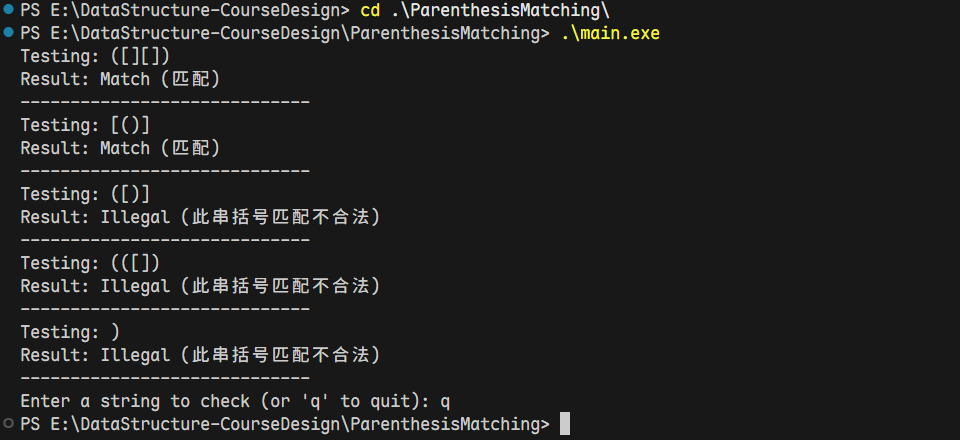 PS E:\DataStructure-CourseDesign> cd .\ParenthesisMatching\
PS E:\DataStructure-CourseDesign\ParenthesisMatching> .\main.exe
Testing: ([][])
Result: Match (匹配)
-----------------------------
Testing: [()]
Result: Match (匹配)
-----------------------------
Testing: ([)]
Result: Illegal (此串括号匹配不合法)
-----------------------------
Testing: (([])
Result: Illegal (此串括号匹配不合法)
-----------------------------
Testing: )
Result: Illegal (此串括号匹配不合法)
-----------------------------
Enter a string to check (or 'q' to quit): q
PS E:\DataStructure-CourseDesign\ParenthesisMatching>